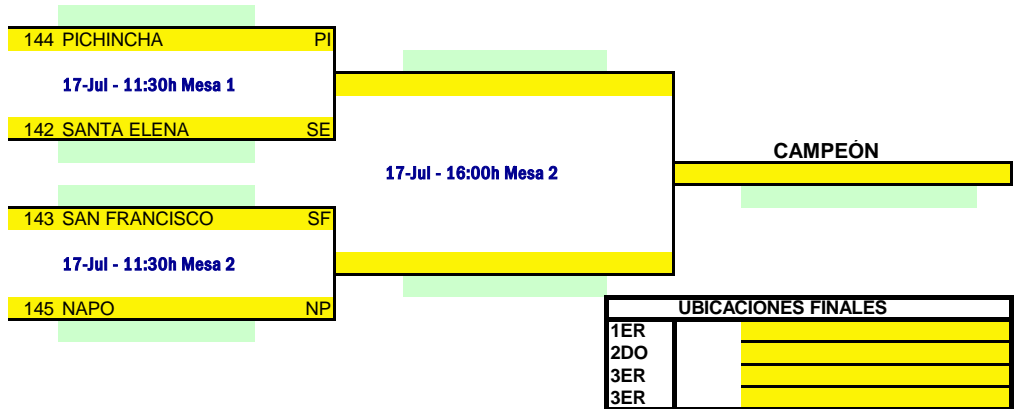 144 PICHINCHA PI
17-Jul - 11:30h Mesa 1
142 SANTA ELENA SE
17-Jul - 16:00h Mesa 2
CAMPEÓN
143 SAN FRANCISCO SF
17-Jul - 11:30h Mesa 2
145 NAPO NP
UBICACIONES FINALES
1ER
2DO
3ER
3ER